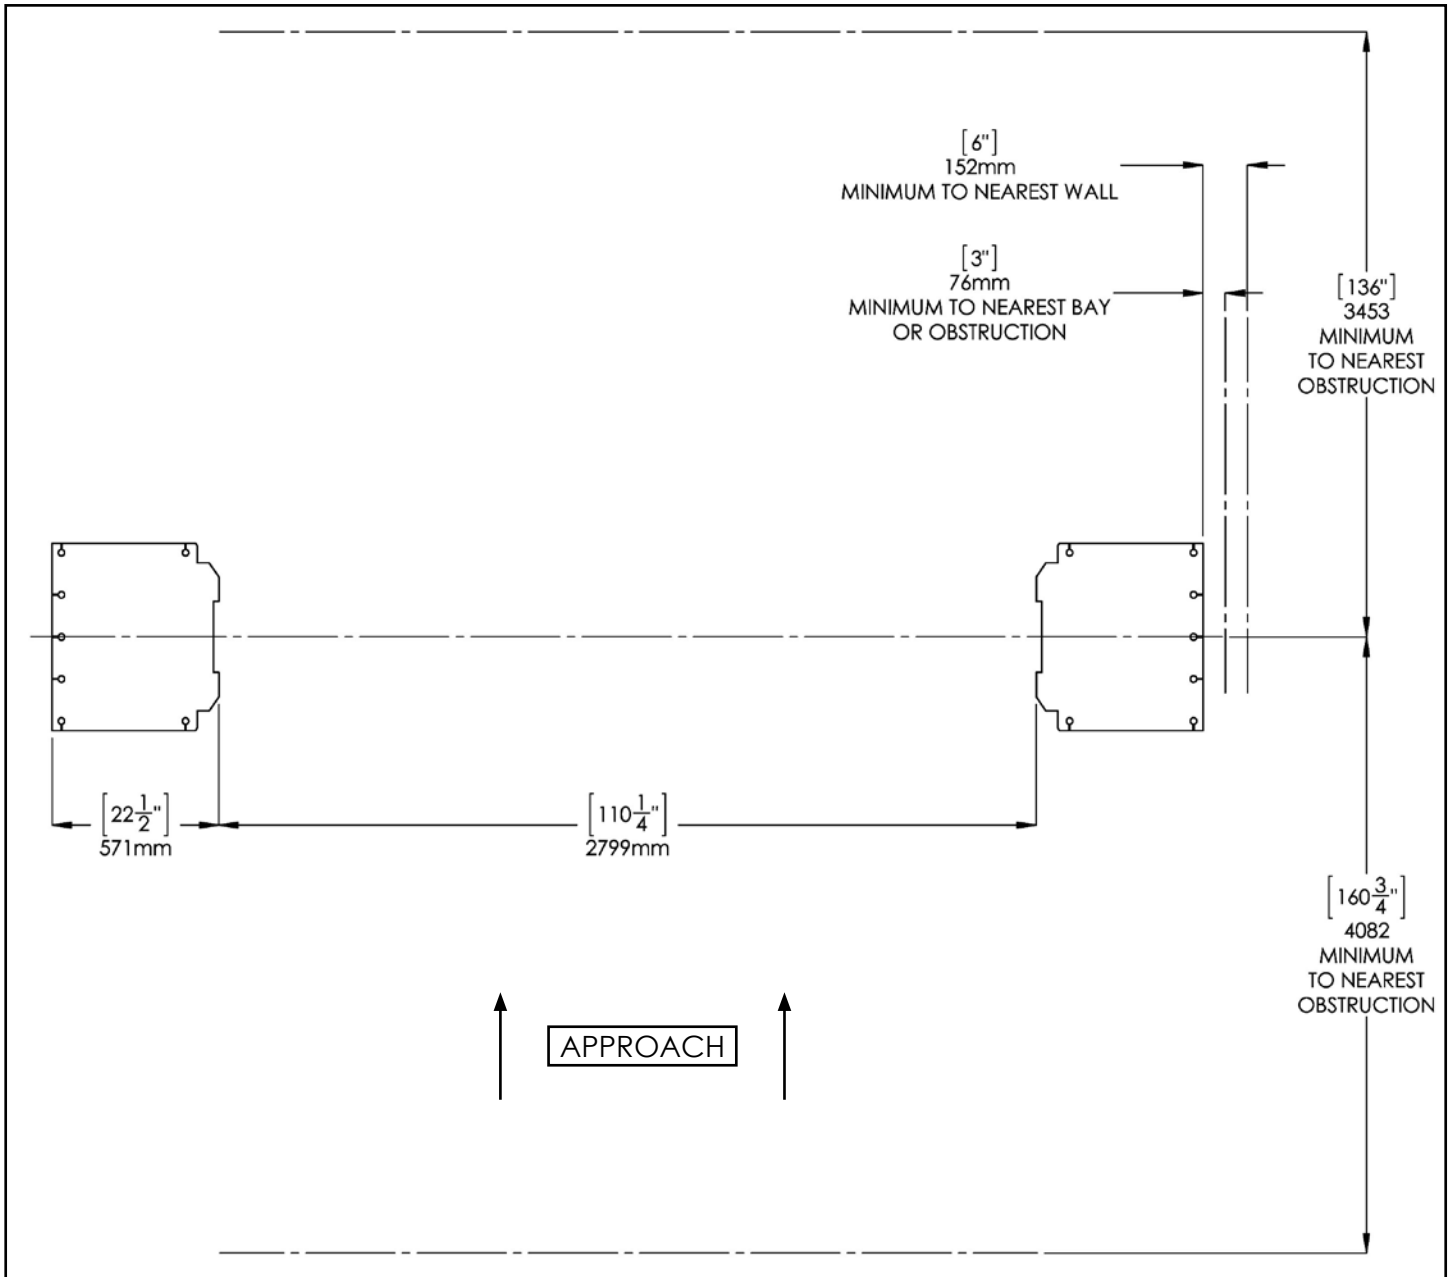 [6"]
152mm
MINIMUM TO NEAREST WALL
[3"]
76mm
MINIMUM TO NEAREST BAY
OR OBSTRUCTION
[136"]
3453
MINIMUM
TO NEAREST
OBSTRUCTION
[22 1/2"]
571mm
[110 1/4"]
2799mm
[160 3/4"]
4082
MINIMUM
TO NEAREST
OBSTRUCTION
APPROACH